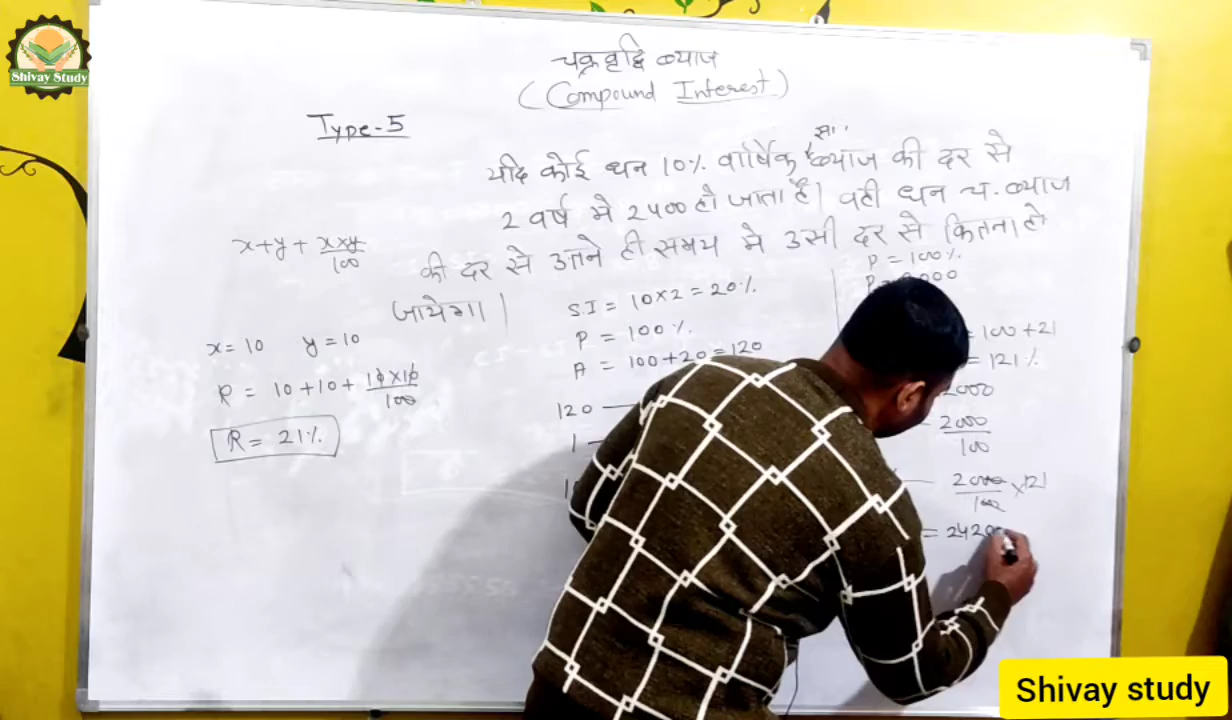 Shivay Study
चक्रवृद्धि ब्याज
(Compound Interest)
Type-5
यदि कोई धन 10% वार्षिक सा. ब्याज की दर से
2 वर्ष मे 2400 हो जाता है। वही धन च. ब्याज
की दर से उतने ही समय मे उसी दर से कितना हो
जायेगा।
x+y+ x×y/100
x=10 y=10
R = 10+10+ 10×10/100
R = 21%
S.I = 10×2 = 20%
P = 100%
A = 100+20=120
120 —
1 —
P = 100%
= 100+21
= 121%
2000
= 2000/100
2000/100 ×121
= 2420
Shivay study